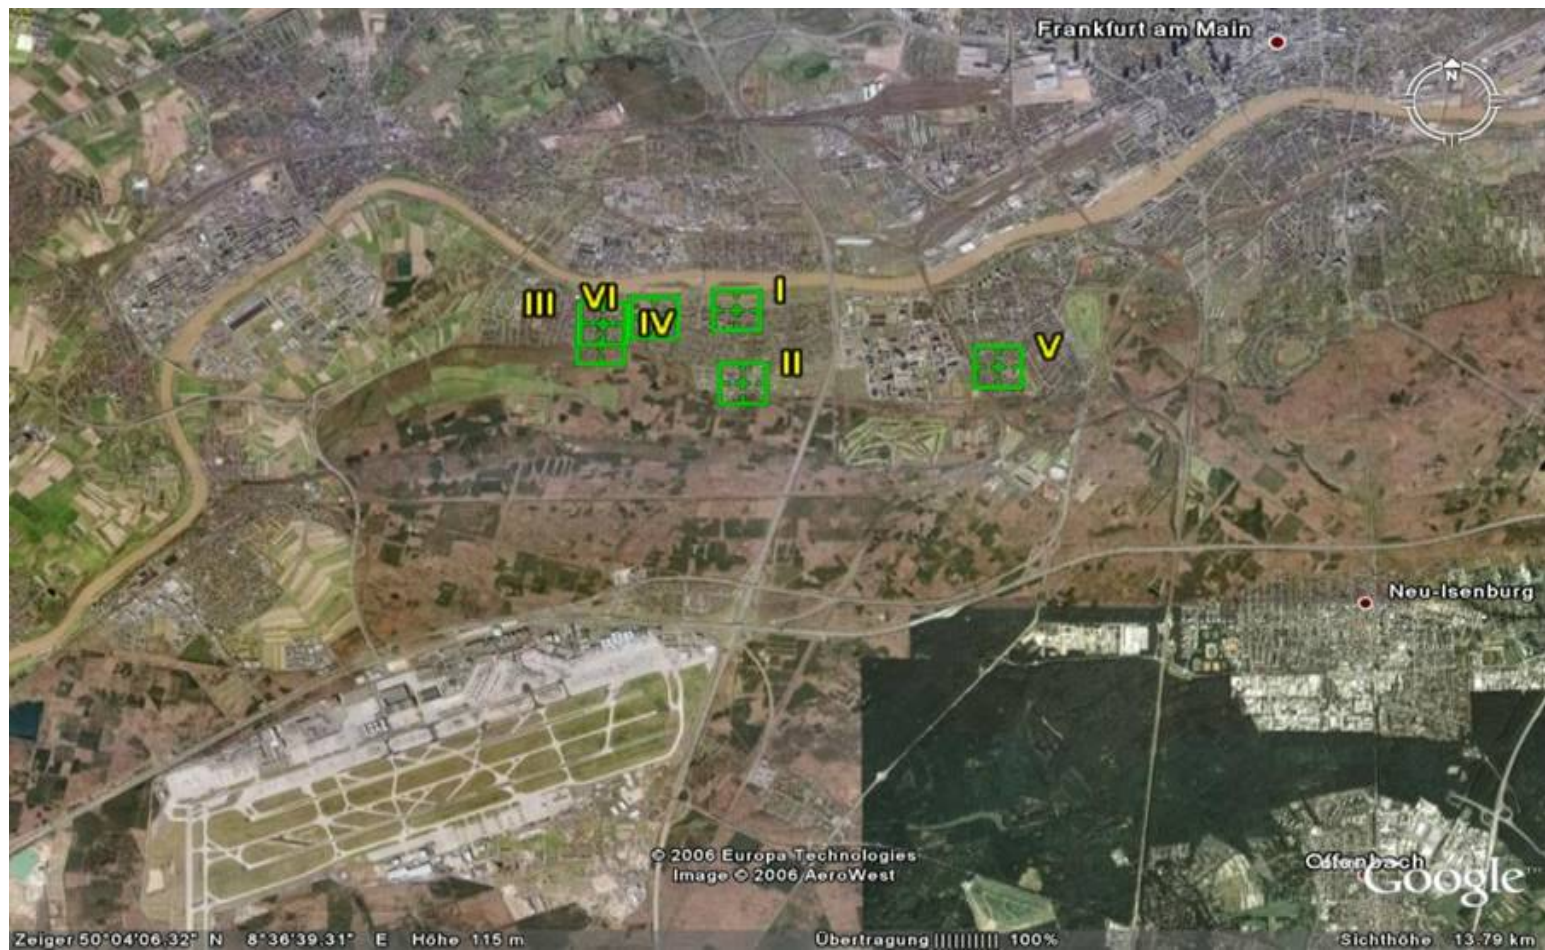 Frankfurt am Main
N
I
III
VI
IV
II
V
Neu-Isenburg
© 2006 Europa Technologies
Image © 2006 AeroWest
Offenbach
Google™
Zeiger 50°04'06.32" N 8°36'39.31" E Höhe 115 m
Übertragung |||||||||| 100%
Sichthöhe 13.79 km